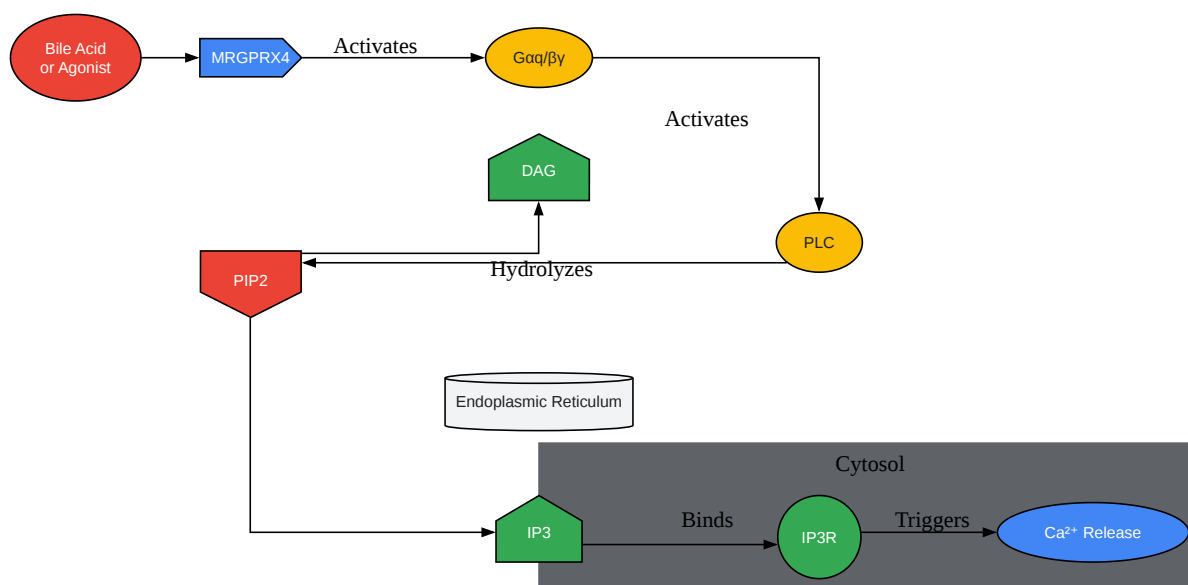 Bile Acid
or Agonist
MRGPRX4
Activates
Gαq/βγ
Activates
DAG
PLC
Hydrolyzes
PIP2
Endoplasmic Reticulum
Cytosol
IP3
Binds
IP3R
Triggers
Ca²⁺ Release